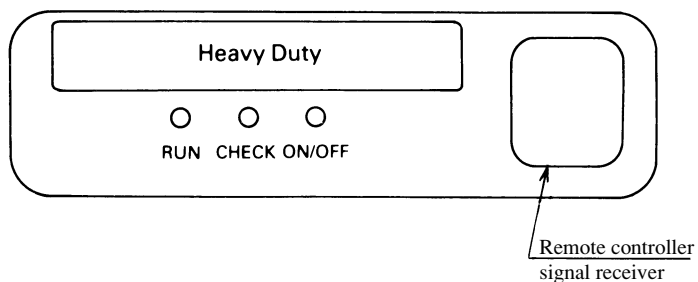 Heavy Duty
RUN CHECK ON/OFF
Remote controller
signal receiver